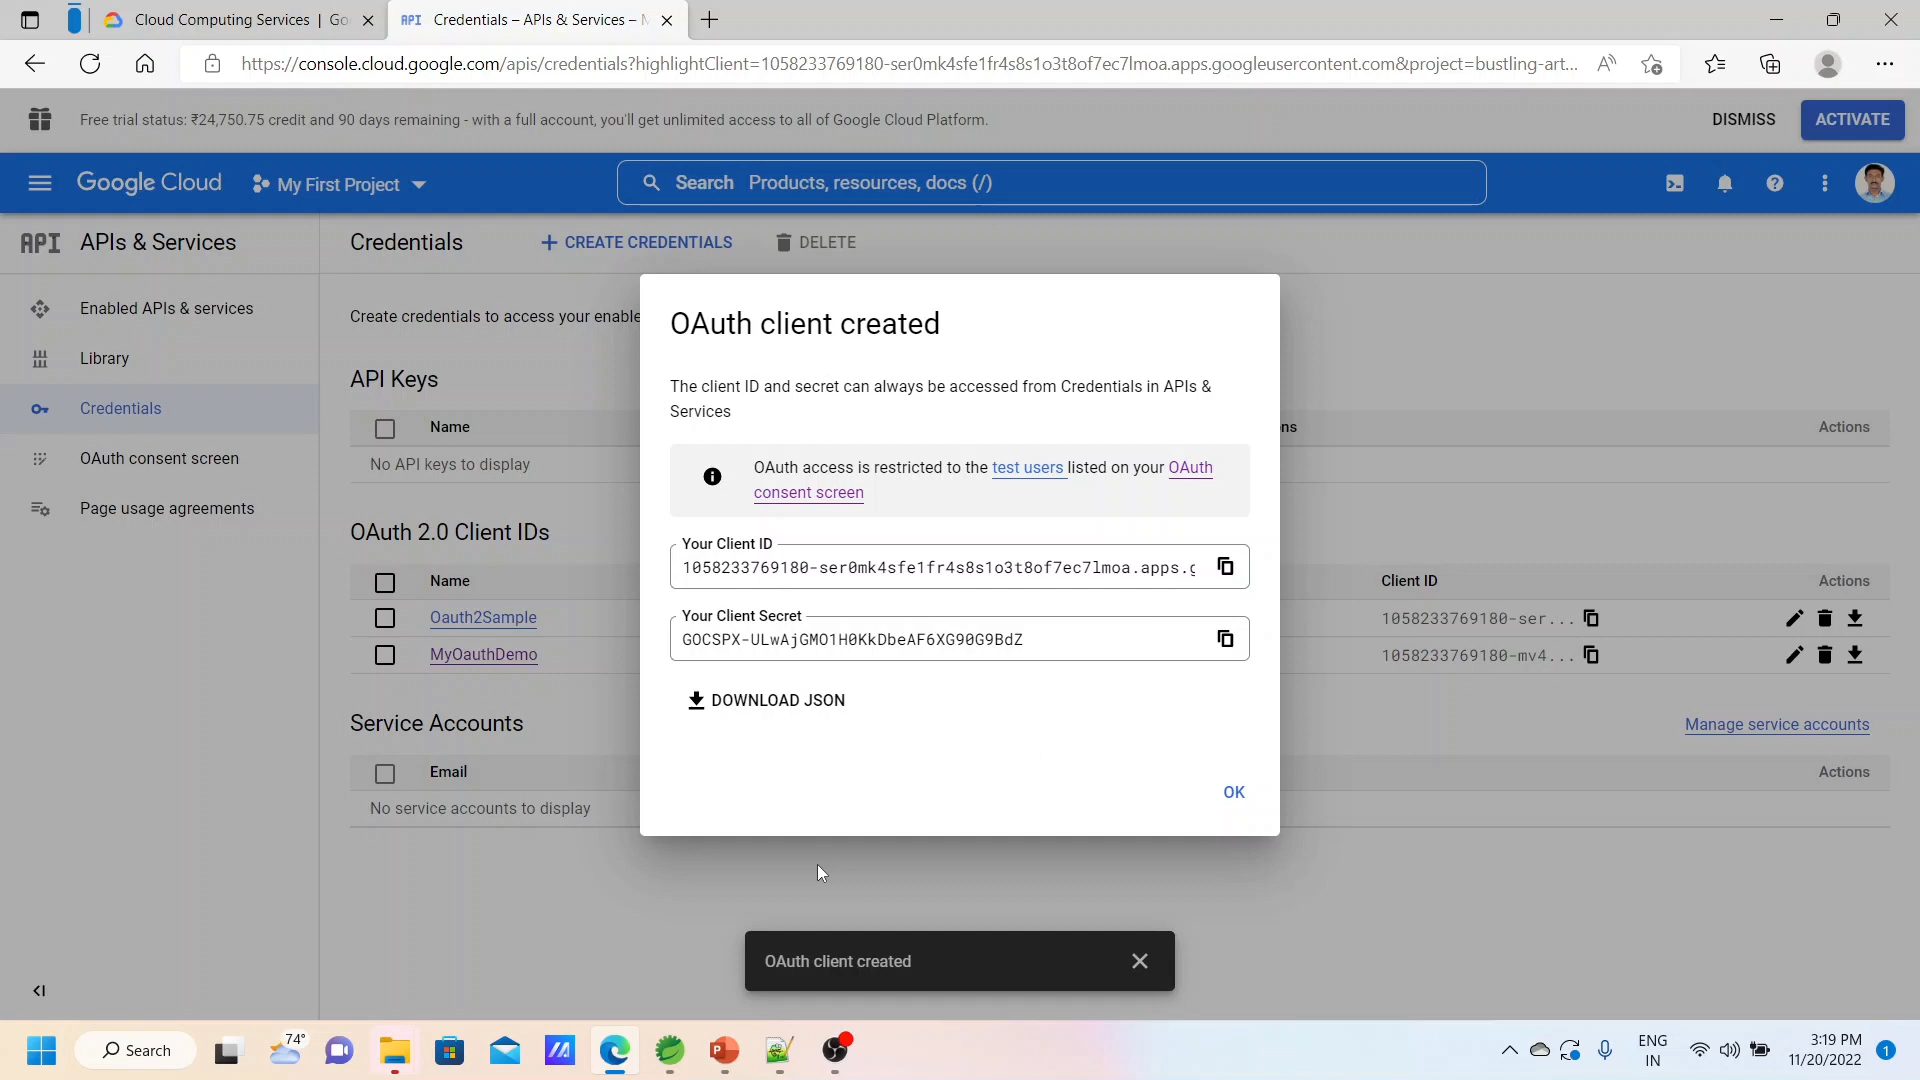 Cloud Computing Services | Go
API Credentials – APIs & Services – M
https://console.cloud.google.com/apis/credentials?highlightClient=1058233769180-ser0mk4sfe1fr4s8s1o3t8of7ec7lmoa.apps.googleusercontent.com&project=bustling-art...
Free trial status: ₹24,750.75 credit and 90 days remaining - with a full account, you'll get unlimited access to all of Google Cloud Platform.
DISMISS
ACTIVATE
Google Cloud
My First Project
Search Products, resources, docs (/)
API APIs & Services
Credentials
+ CREATE CREDENTIALS
DELETE
Enabled APIs & services
Library
Credentials
OAuth consent screen
Page usage agreements
Create credentials to access your enable
API Keys
Name
ns
Actions
No API keys to display
OAuth 2.0 Client IDs
Name
Client ID
Actions
Oauth2Sample
1058233769180-ser...
MyOauthDemo
1058233769180-mv4...
Service Accounts
Manage service accounts
Email
Actions
No service accounts to display
OAuth client created
The client ID and secret can always be accessed from Credentials in APIs &
Services
OAuth access is restricted to the test users listed on your OAuth
consent screen
Your Client ID
1058233769180-ser0mk4sfe1fr4s8s1o3t8of7ec7lmoa.apps.g
Your Client Secret
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
DOWNLOAD JSON
OK
OAuth client created
Search
74°
ENG
IN
3:19 PM
11/20/2022
1